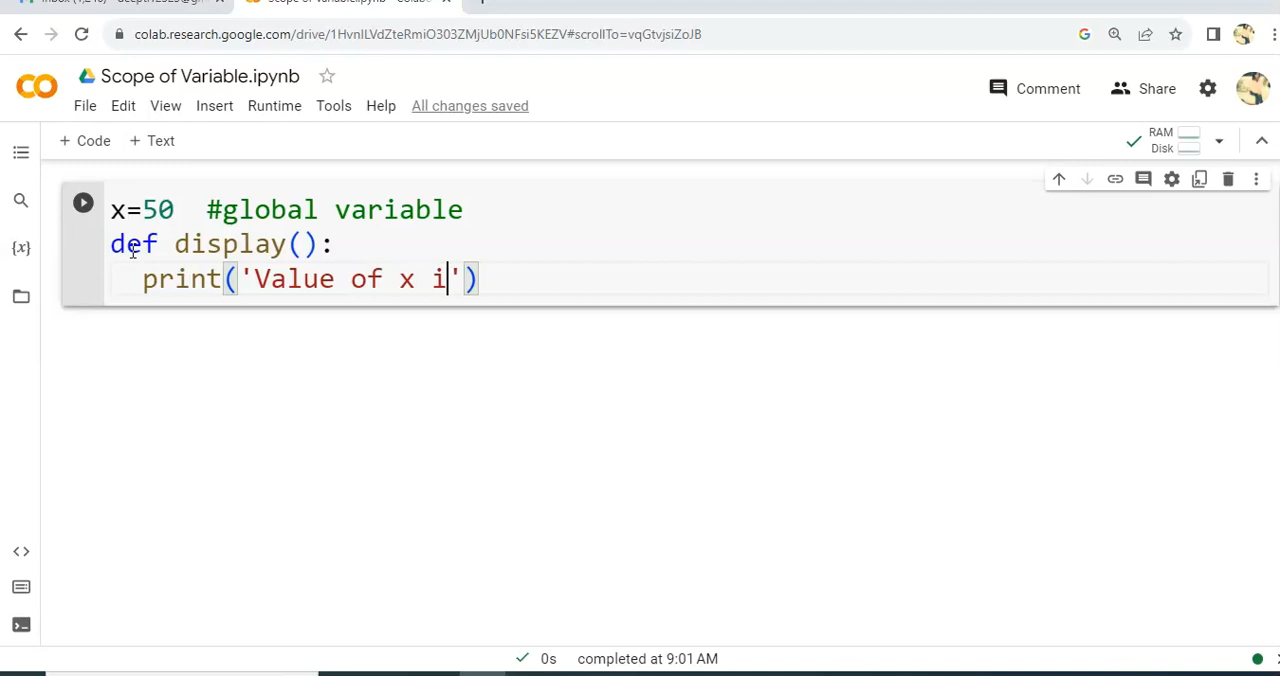 colab.research.google.com/drive/1HvnILVdZteRmiO303ZMjUb0NFsi5KEZV#scrollTo=vqGtvjsiZoJB
Scope of Variable.ipynb
File Edit View Insert Runtime Tools Help All changes saved
Comment Share
+ Code + Text
RAM
Disk
x=50 #global variable
def display():
print('Value of x i')
{x}
0s completed at 9:01 AM